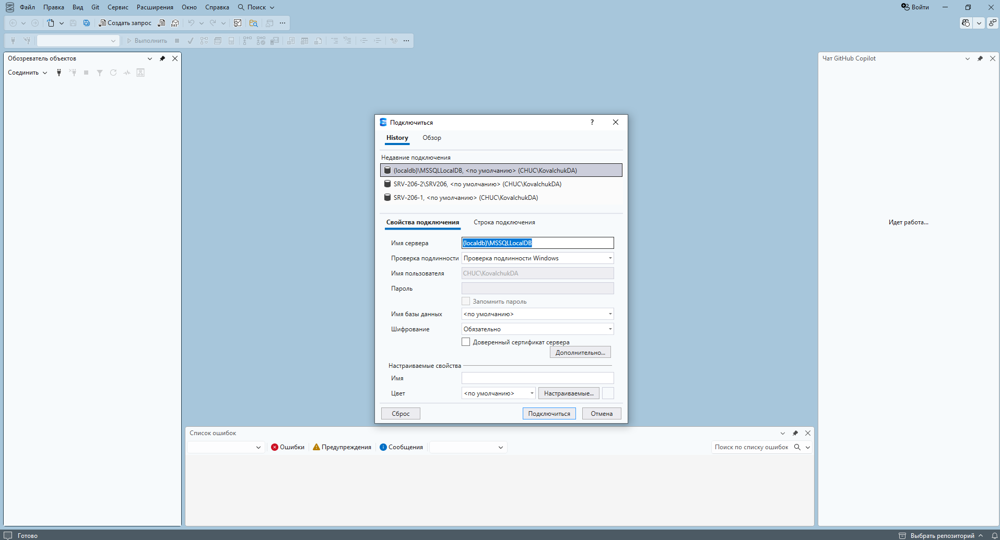 Файл Правка Вид Git Сервис Расширения Окно Справка Поиск Войти
Создать запрос DAX
Выполнить
Обозреватель объектов
Соединить
Чат GitHub Copilot
Идет работа...
Подключиться ?
History Обзор
Недавние подключения
(localdb)\MSSQLLocalDB, <по умолчанию> (CHUC\KovalchukDA)
SRV-206-2\SRV206, <по умолчанию> (CHUC\KovalchukDA)
SRV-206-1, <по умолчанию> (CHUC\KovalchukDA)
Свойства подключения Строка подключения
Имя сервера (localdb)\MSSQLLocalDB
Проверка подлинности Проверка подлинности Windows
Имя пользователя CHUC\KovalchukDA
Пароль
Запомнить пароль
Имя базы данных <по умолчанию>
Шифрование Обязательно
Доверенный сертификат сервера
Дополнительно...
Настраиваемые свойства
Имя
Цвет <по умолчанию> Настраиваемые...
Сброс Подключиться Отмена
Список ошибок
Ошибки Предупреждения Сообщения Поиск по списку ошибок
Готово Выбрать репозиторий